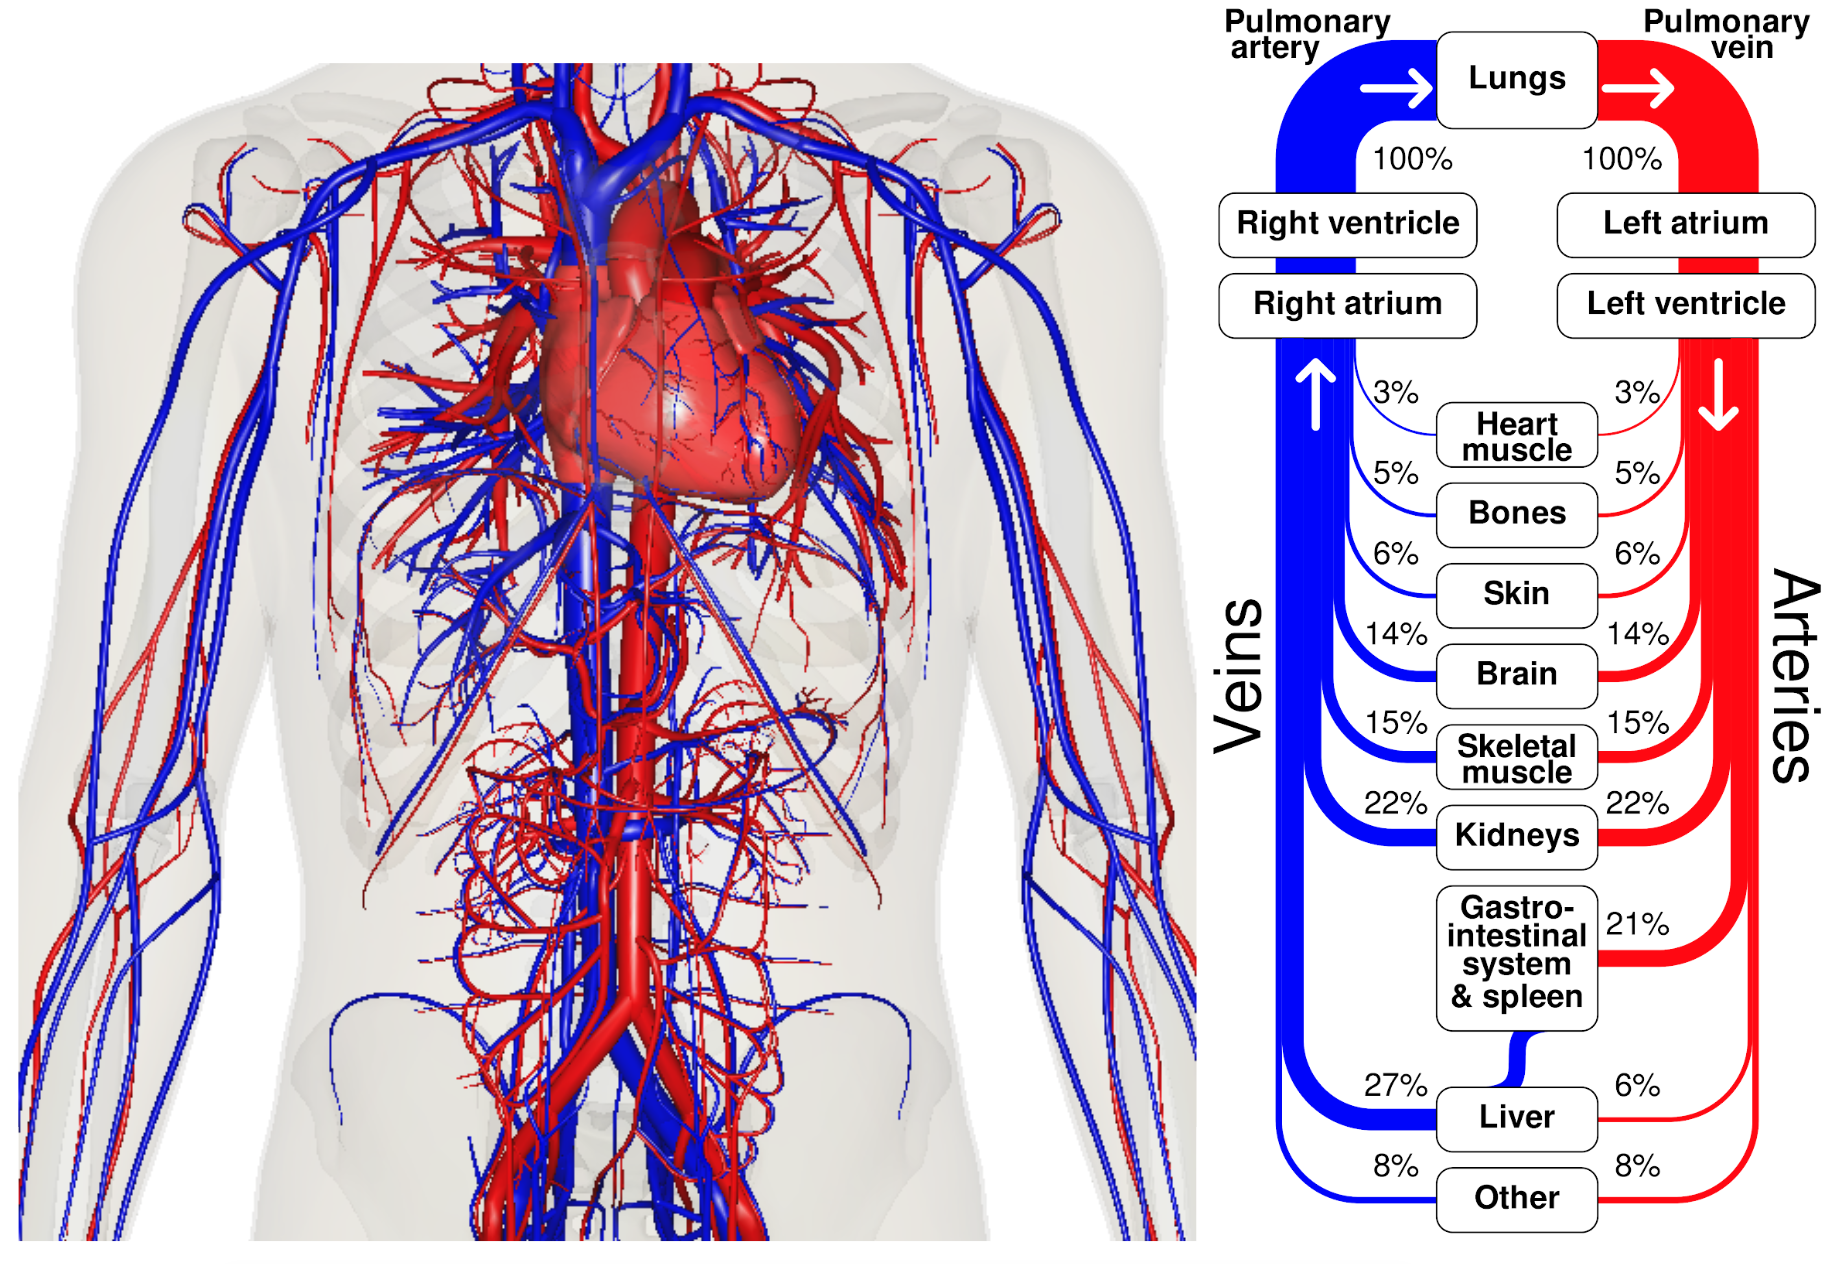 Pulmonary
artery
Pulmonary
vein
Lungs
100%
100%
Right ventricle
Left atrium
Right atrium
Left ventricle
3%
3%
Heart
muscle
5%
5%
Bones
6%
6%
Skin
14%
14%
Brain
15%
15%
Skeletal
muscle
22%
22%
Kidneys
Gastro-
intestinal
system
& spleen
21%
27%
6%
Liver
8%
8%
Other
Veins
Arteries